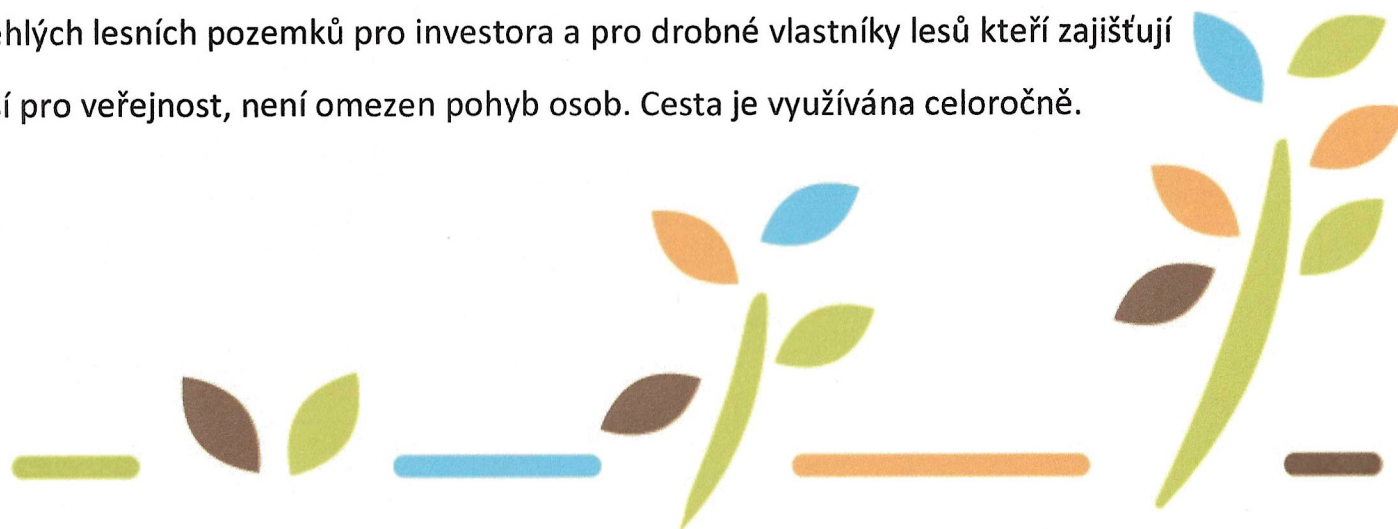 ehlých lesních pozemků pro investora a pro drobné vlastníky lesů kteří zajišťují
í pro veřejnost, není omezen pohyb osob. Cesta je využívána celoročně.